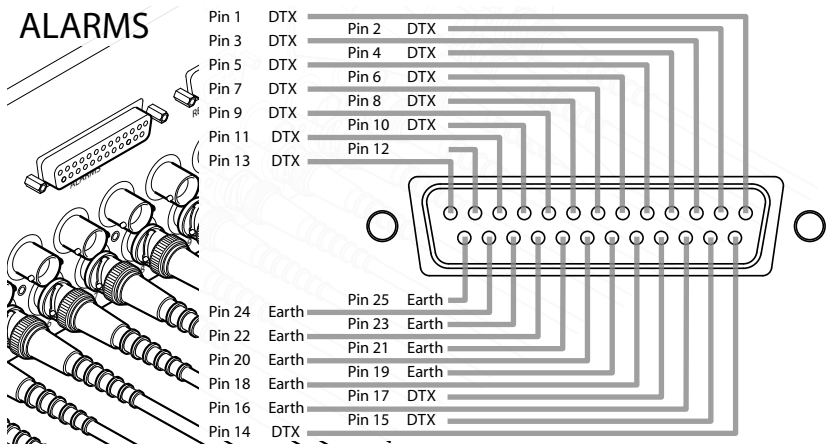 ALARMS
Pin 1 DTX
Pin 2 DTX
Pin 3 DTX
Pin 4 DTX
Pin 5 DTX
Pin 6 DTX
Pin 7 DTX
Pin 8 DTX
Pin 9 DTX
Pin 10 DTX
Pin 11 DTX
Pin 12
Pin 13 DTX
ALARMS
Pin 25 Earth
Pin 24 Earth
Pin 23 Earth
Pin 22 Earth
Pin 21 Earth
Pin 20 Earth
Pin 19 Earth
Pin 18 Earth
Pin 17 DTX
Pin 16 Earth
Pin 15 DTX
Pin 14 DTX